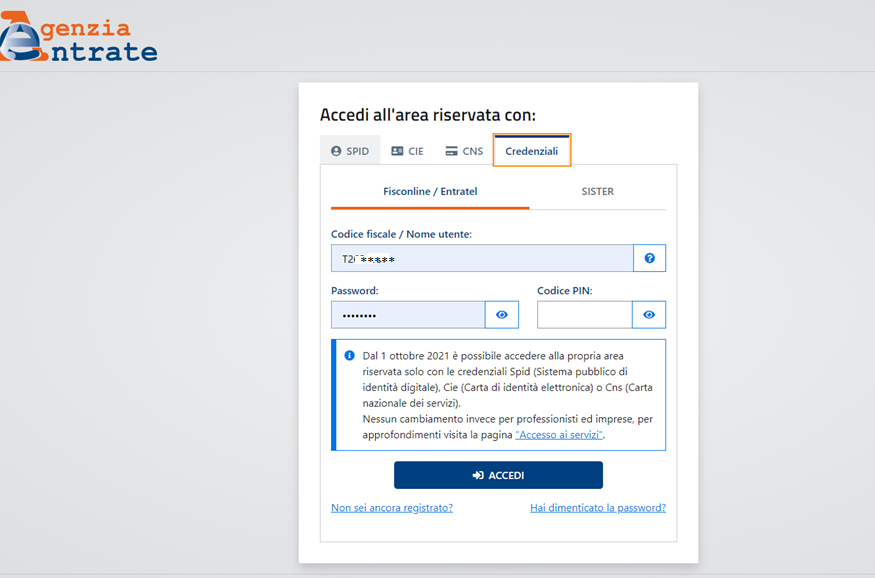 Agenzia
Entrate
Accedi all'area riservata con:
SPID CIE CNS Credenziali
Fisconline / Entratel SISTER
Codice fiscale / Nome utente:
T2
Password: Codice PIN:
Dal 1 ottobre 2021 è possibile accedere alla propria area
riservata solo con le credenziali Spid (Sistema pubblico di
identità digitale), Cie (Carta di identità elettronica) o Cns (Carta
nazionale dei servizi).
Nessun cambiamento invece per professionisti ed imprese, per
approfondimenti visita la pagina "Accesso ai servizi".
ACCEDI
Non sei ancora registrato? Hai dimenticato la password?